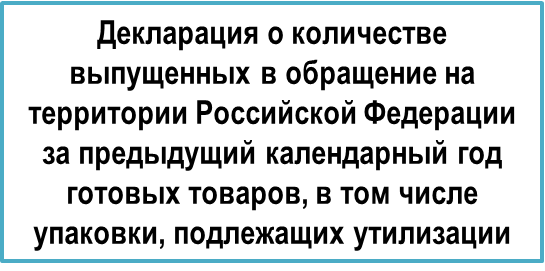 Декларация о количестве
выпущенных в обращение на
территории Российской Федерации
за предыдущий календарный год
готовых товаров, в том числе
упаковки, подлежащих утилизации